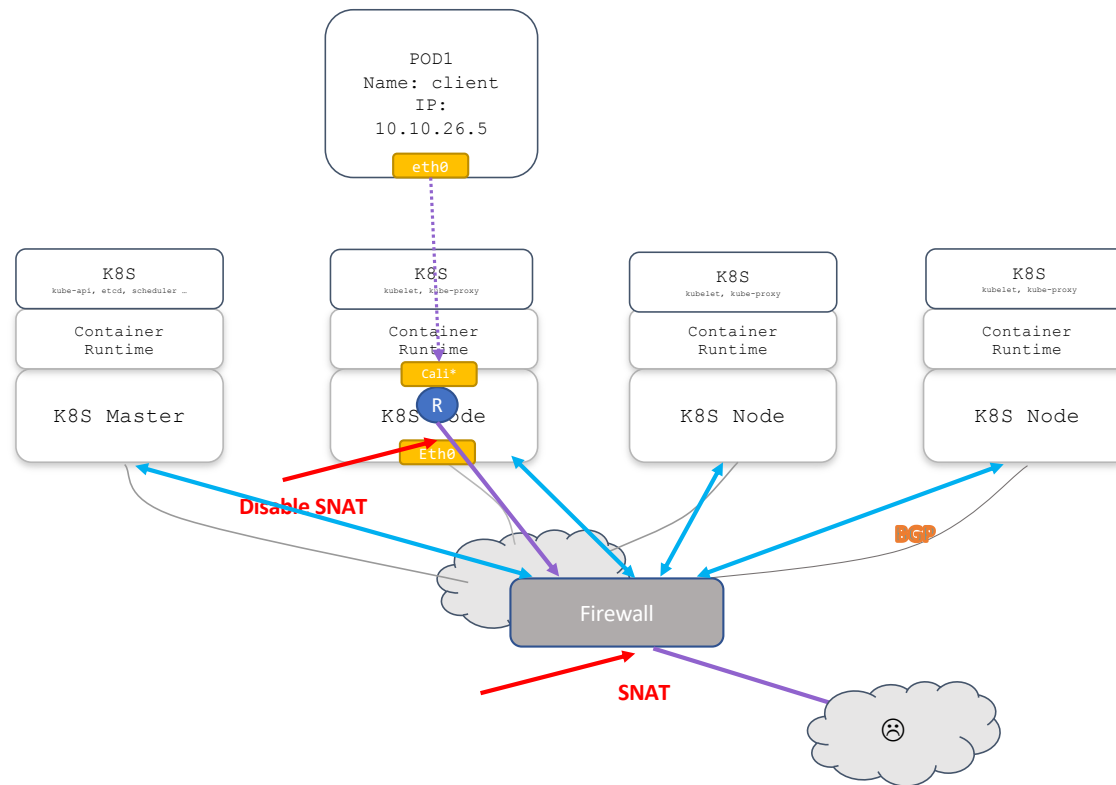 POD1
Name: client
IP:
10.10.26.5
eth0
K8S
kube-api, etcd, scheduler …
Container
Runtime
K8S Master
K8S
kubelet, kube-proxy
Container
Runtime
Cali*
R
K8S Node
Eth0
K8S
kubelet, kube-proxy
Container
Runtime
K8S Node
K8S
kubelet, kube-proxy
Container
Runtime
K8S Node
Disable SNAT
BGP
Firewall
SNAT